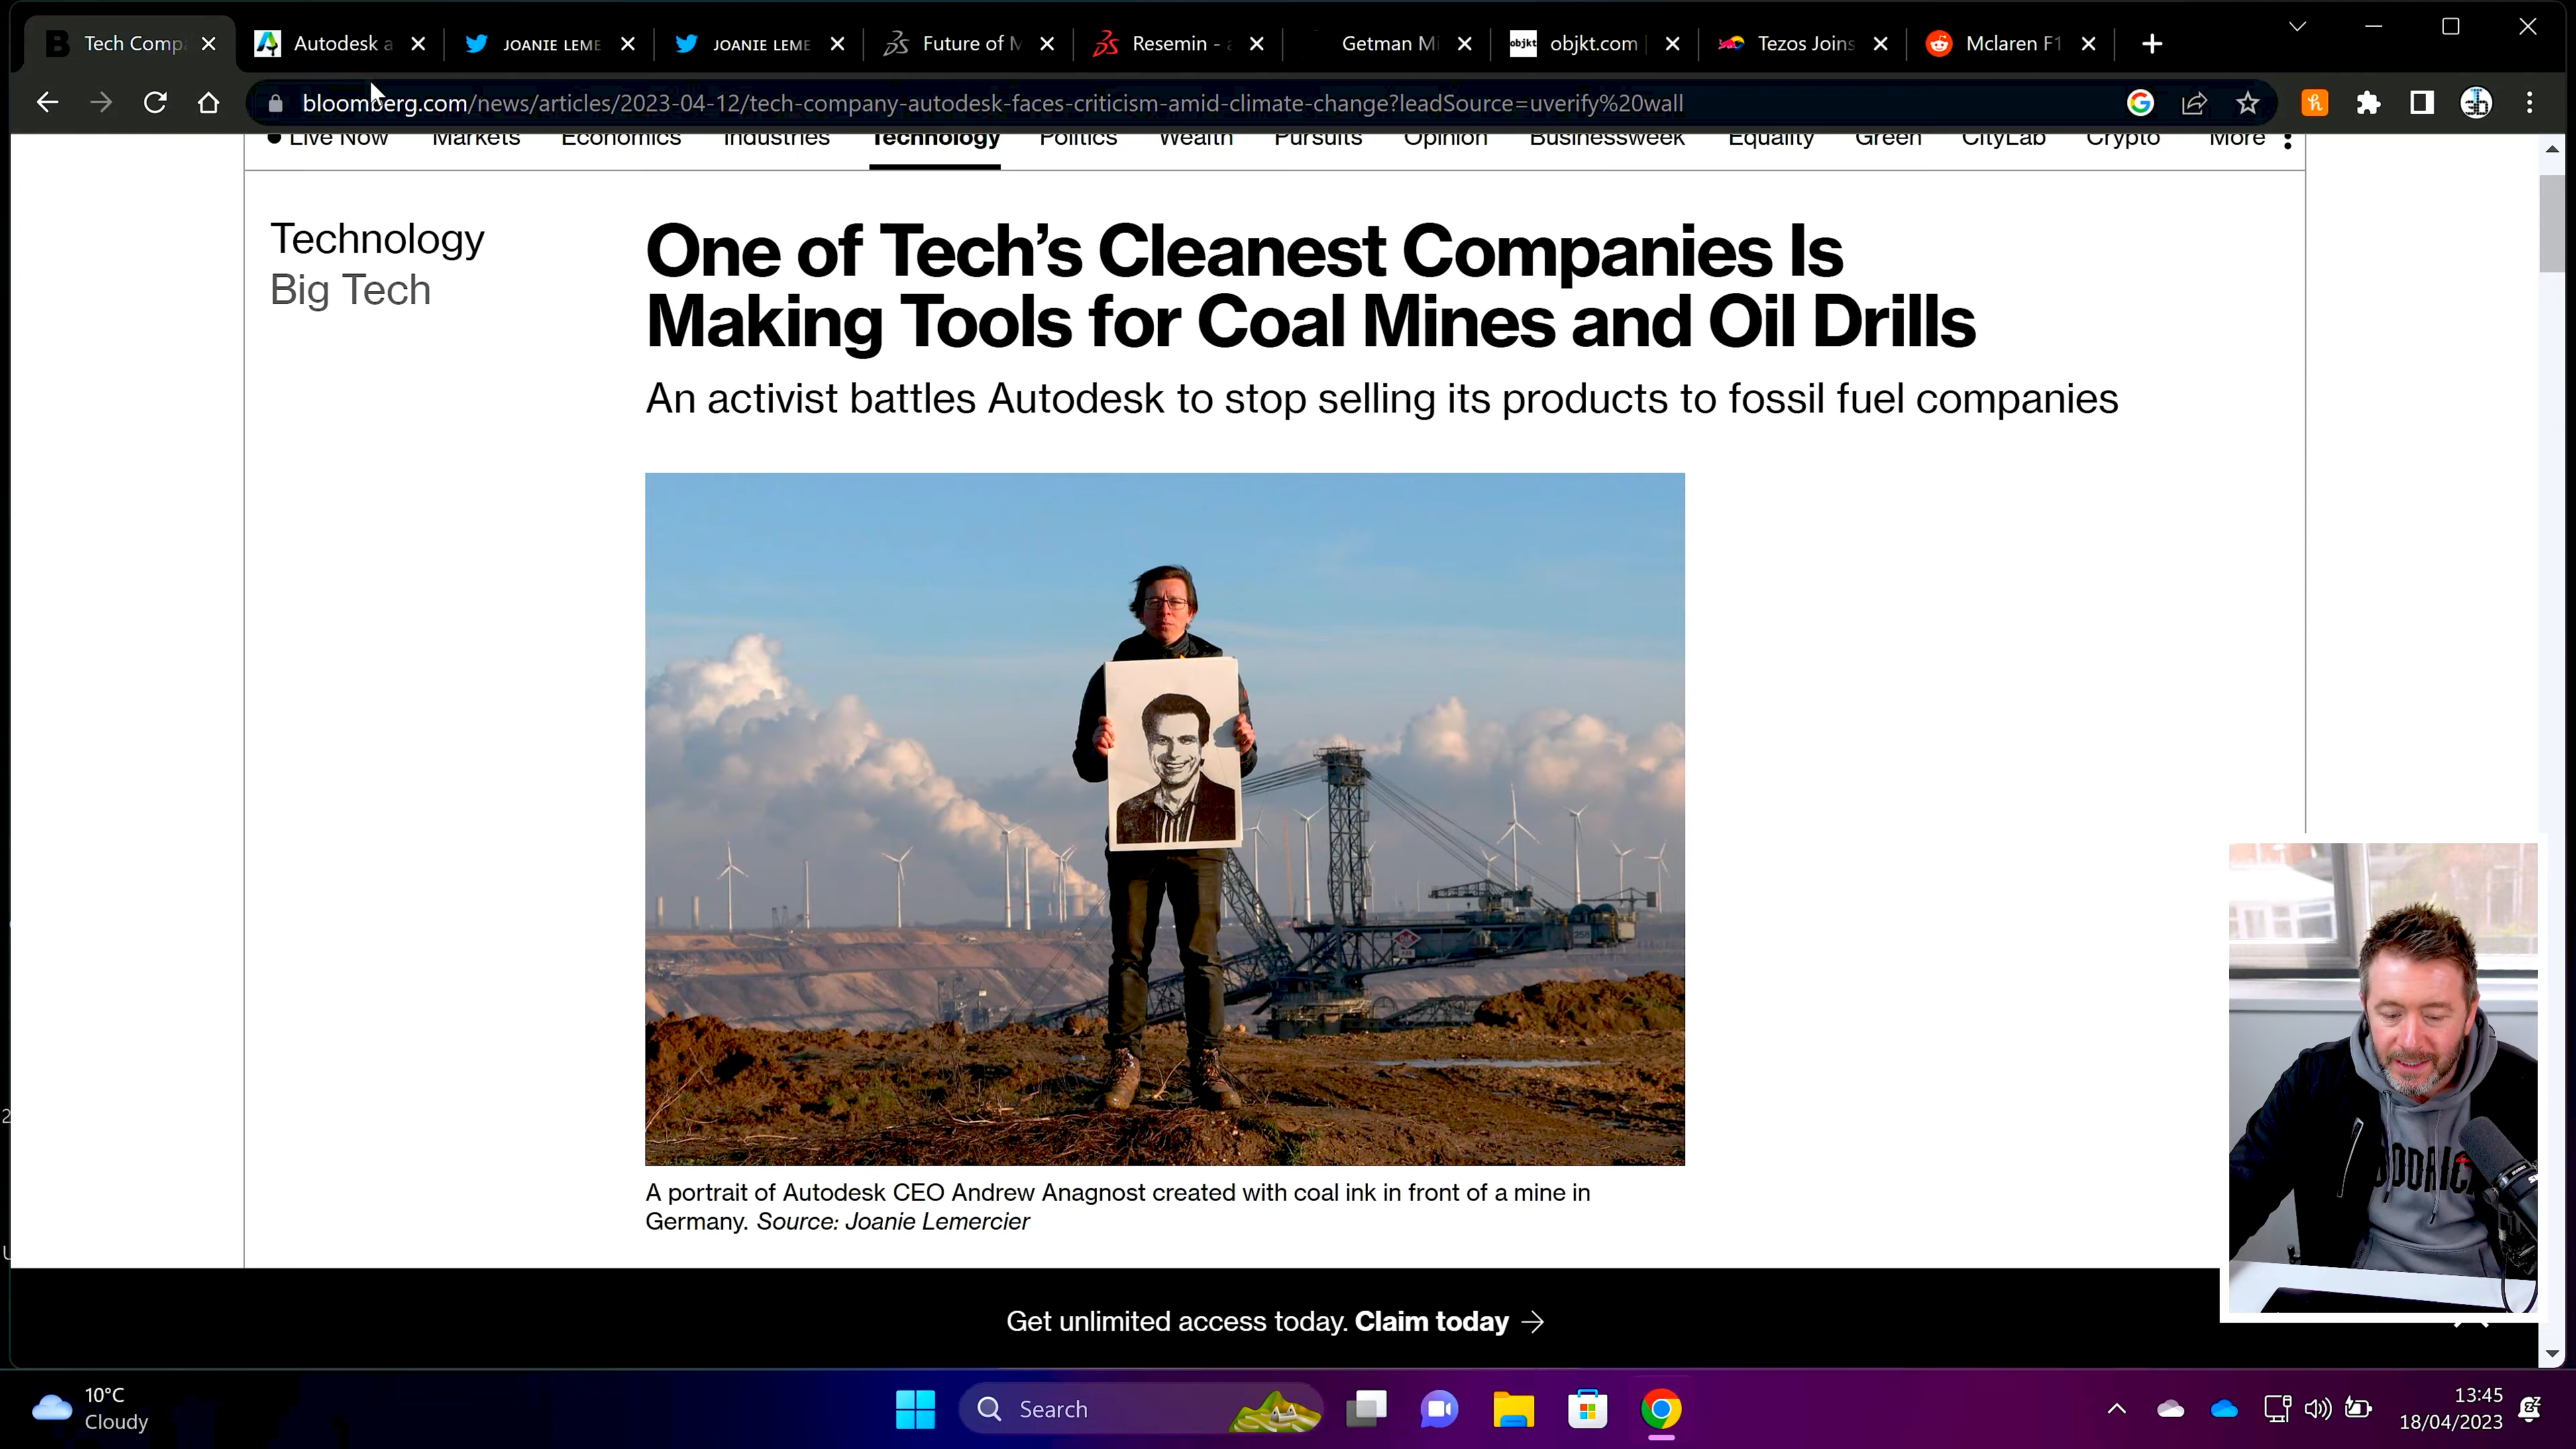 Tech Comp
Autodesk a
JOANIE LEME
JOANIE LEME
Future of M
Resemin - a
Getman Mi
objkt
objkt.com |
Tezos Joins
Mclaren F1
bloomberg.com/news/articles/2023-04-12/tech-company-autodesk-faces-criticism-amid-climate-change?leadSource=uverify%20wall
Live Now Markets Economics Industries Technology Politics Wealth Pursuits Opinion Businessweek Equality Green CityLab Crypto More
Technology
Big Tech
One of Tech’s Cleanest Companies Is
Making Tools for Coal Mines and Oil Drills
An activist battles Autodesk to stop selling its products to fossil fuel companies
A portrait of Autodesk CEO Andrew Anagnost created with coal ink in front of a mine in
Germany. Source: Joanie Lemercier
Get unlimited access today. Claim today →
10°C
Cloudy
Search
13:45
18/04/2023